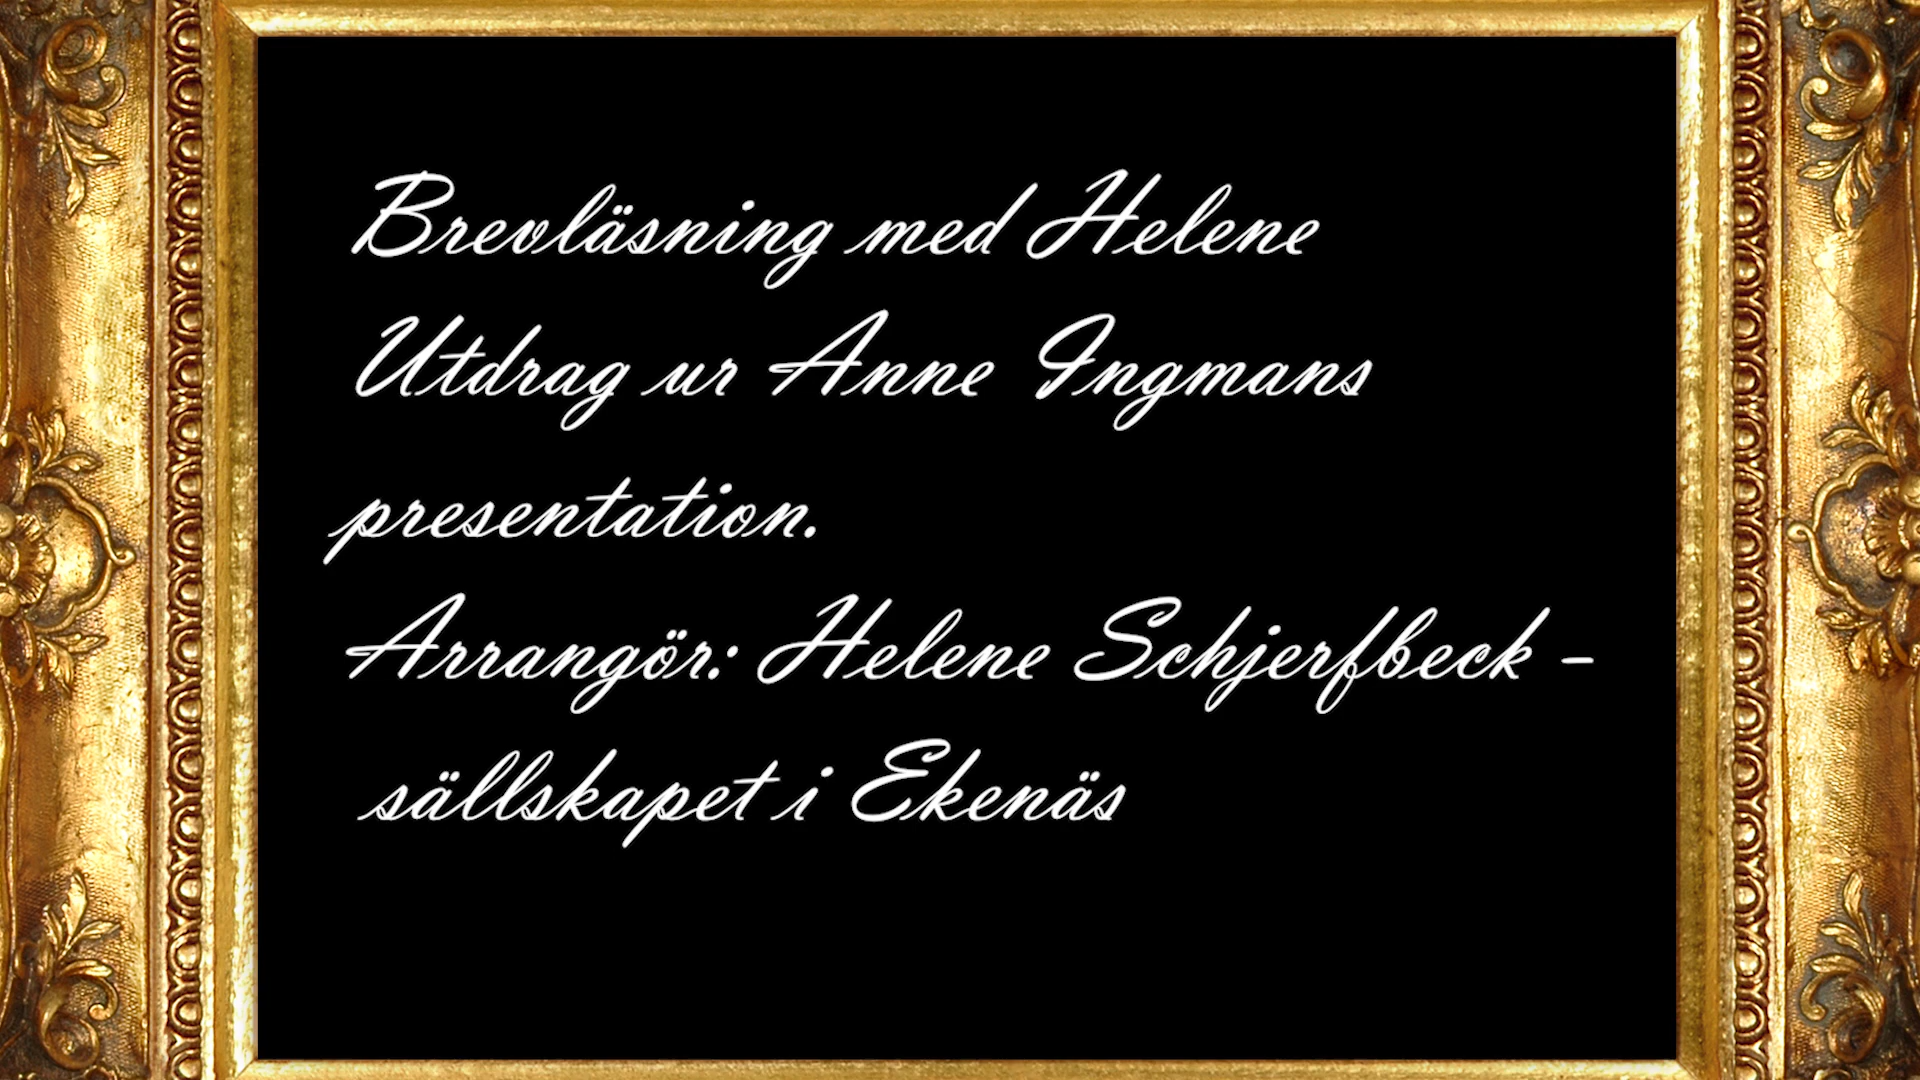 Brevläsning med Helene
Utdrag ur Anne Ingmans
presentation.
Arrangör: Helene Schjerfbeck -
sällskapet i Ekenäs